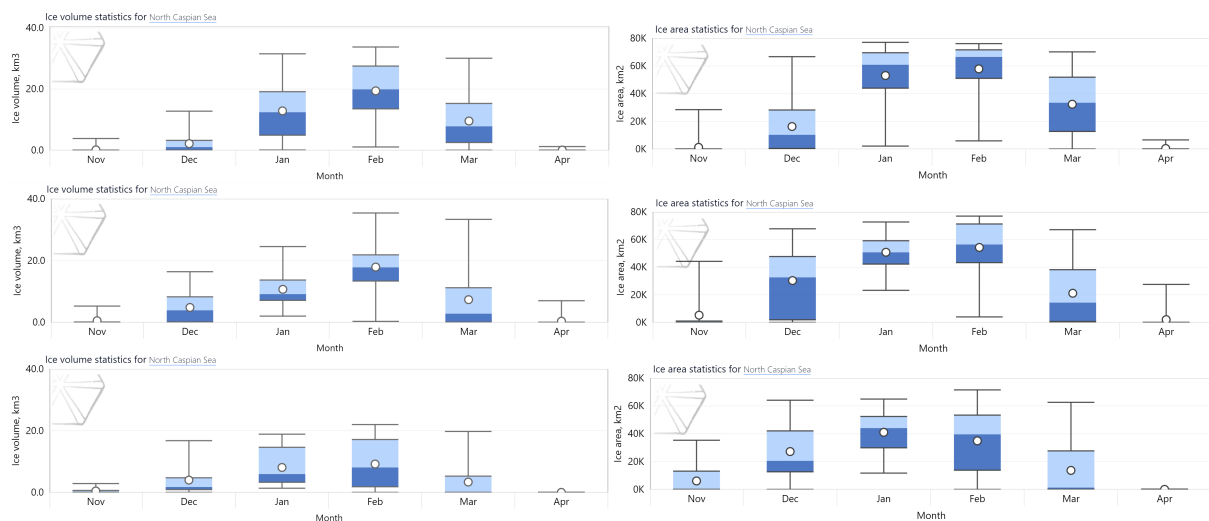 Ice volume statistics for North Caspian Sea
40.0
20.0
0.0
Ice volume, km3
Nov Dec Jan Feb Mar Apr
Month
Ice area statistics for North Caspian Sea
80K
60K
40K
20K
0K
Ice area, km2
Nov Dec Jan Feb Mar Apr
Month
Ice volume statistics for North Caspian Sea
40.0
20.0
0.0
Ice volume, km3
Nov Dec Jan Feb Mar Apr
Month
Ice area statistics for North Caspian Sea
80K
60K
40K
20K
0K
Ice area, km2
Nov Dec Jan Feb Mar Apr
Month
Ice volume statistics for North Caspian Sea
40.0
20.0
0.0
Ice volume, km3
Nov Dec Jan Feb Mar Apr
Month
Ice area statistics for North Caspian Sea
80K
60K
40K
20K
0K
Ice area, km2
Nov Dec Jan Feb Mar Apr
Month